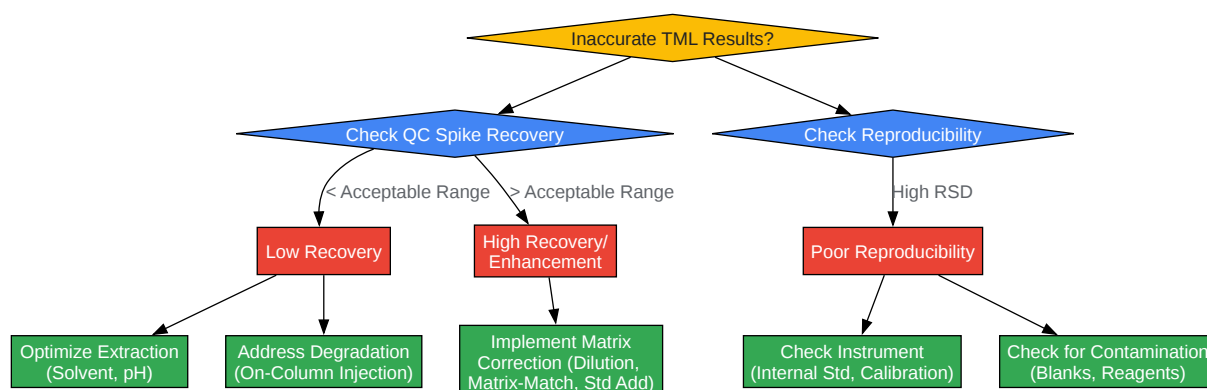 Inaccurate TML Results?
Check QC Spike Recovery
Check Reproducibility
< Acceptable Range
> Acceptable Range
High RSD
Low Recovery
High Recovery/
Enhancement
Poor Reproducibility
Optimize Extraction
(Solvent, pH)
Address Degradation
(On-Column Injection)
Implement Matrix
Correction (Dilution,
Matrix-Match, Std Add)
Check Instrument
(Internal Std, Calibration)
Check for Contamination
(Blanks, Reagents)